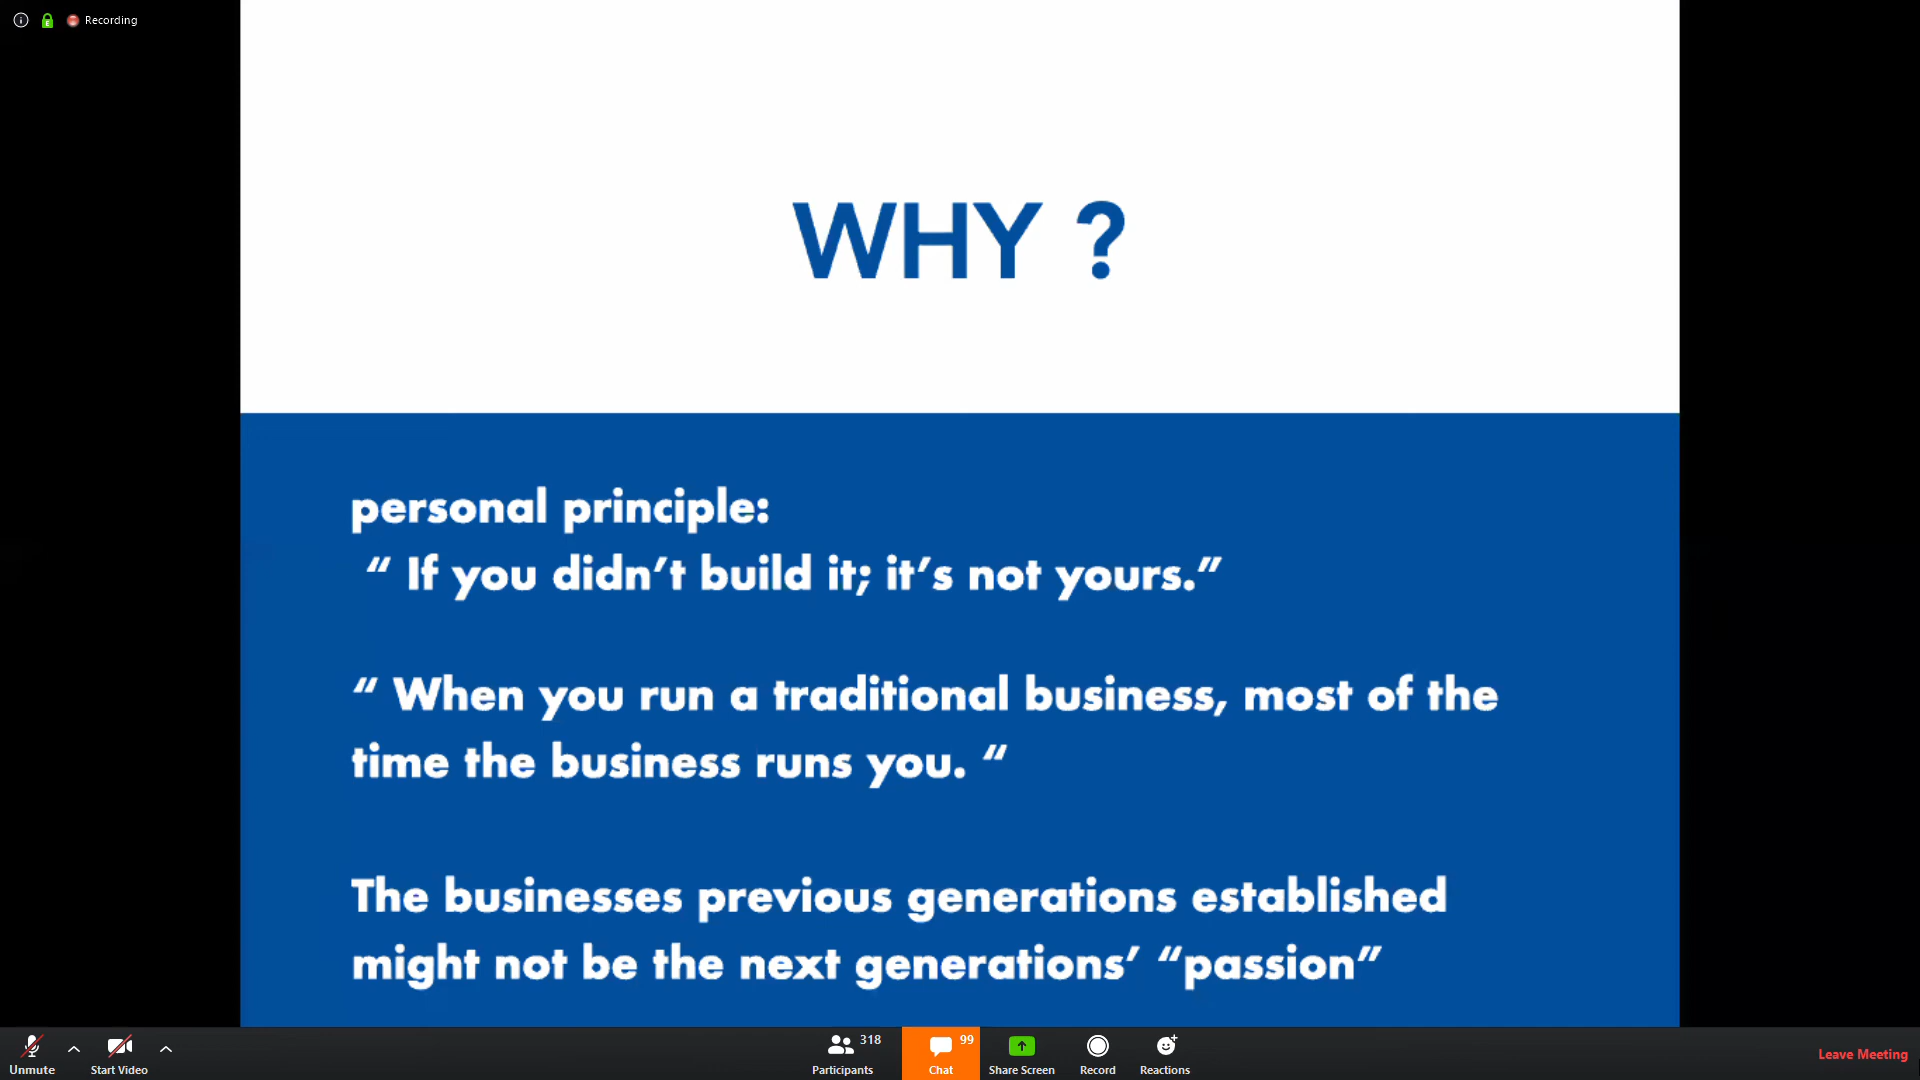 Recording
WHY ?
personal principle:
“ If you didn’t build it; it’s not yours.”
“ When you run a traditional business, most of the
time the business runs you. “
The businesses previous generations established
might not be the next generations’ “passion”
318
99
Unmute
Start Video
Participants
Chat
Share Screen
Record
Reactions
Leave Meeting